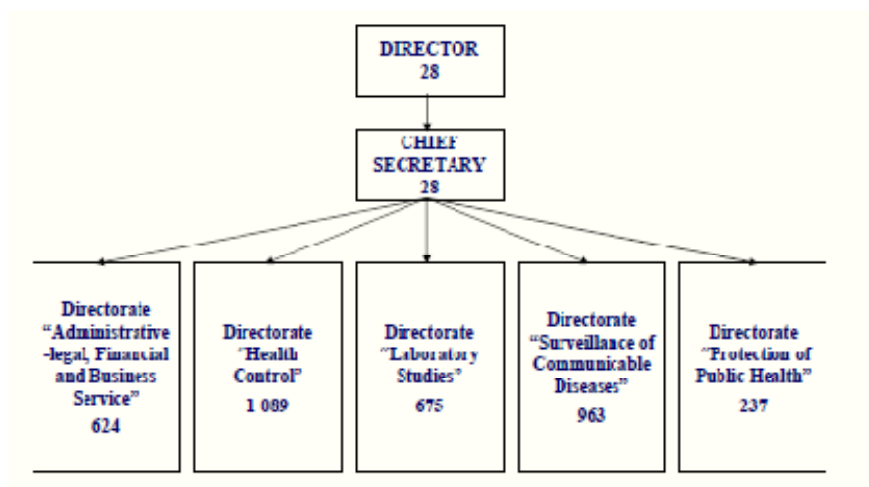 DIRECTOR
28
CHIEF
SECRETARY
28
Directorate
“Administrative
-legal, Financial
and Business
Service”
624
Directorate
“Health
Control”
1 089
Directorate
“Laboratory
Studies”
675
Directorate
“Surveillance of
Communicable
Diseases”
963
Directorate
“Protection of
Public Health”
237